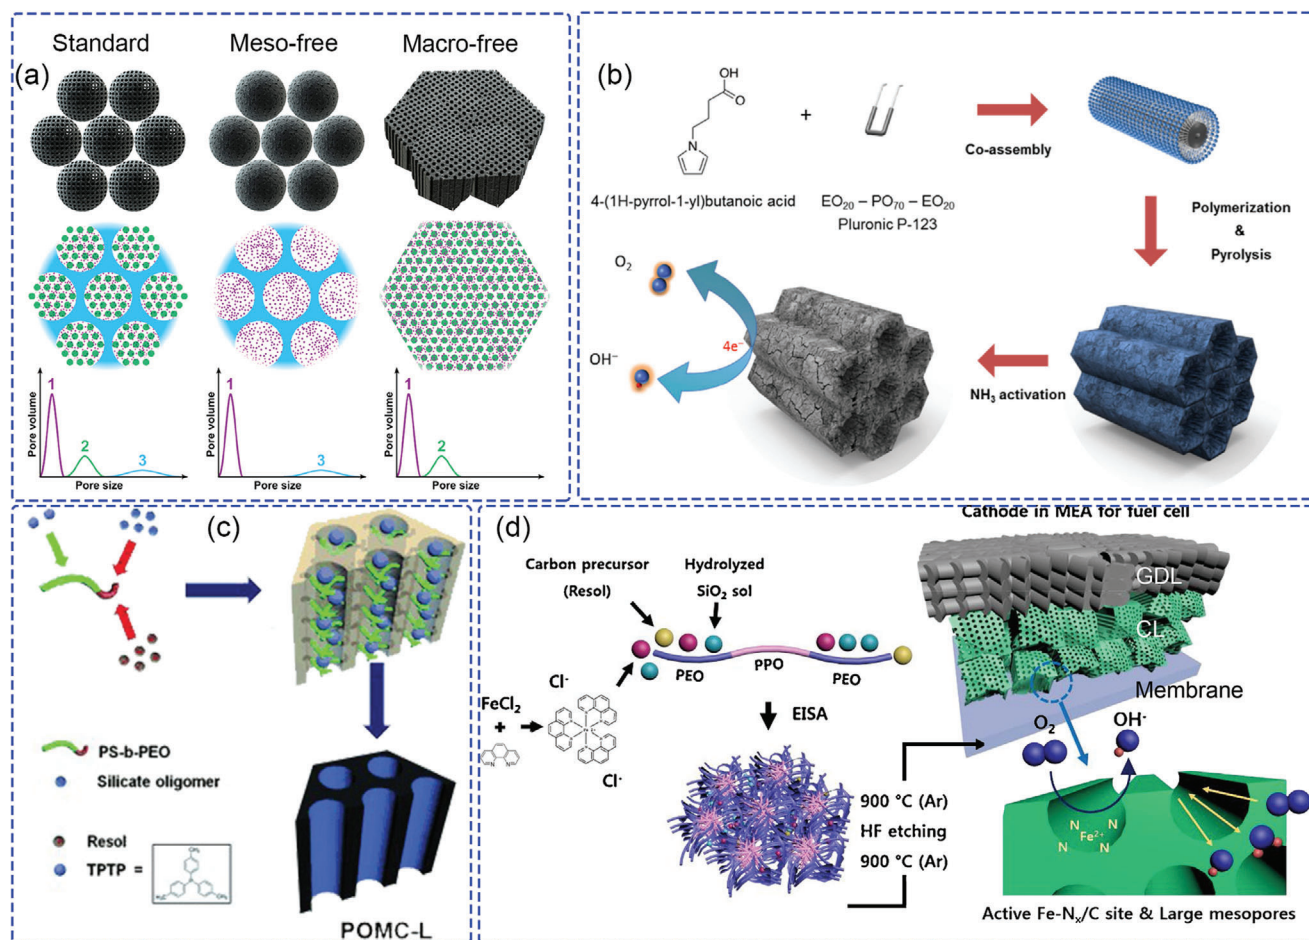 (a)
Standard
Meso-free
Macro-free
Pore volume
1
2
3
Pore size
Pore volume
1
3
Pore size
Pore volume
1
2
Pore size
(b)
OH
O
N
+
4-(1H-pyrrol-1-yl)butanoic acid
EO20 – PO70 – EO20
Pluronic P-123
Co-assembly
Polymerization
&
Pyrolysis
NH3 activation
O2
OH−
4e−
(c)
PS-b-PEO
Silicate oligomer
Resol
TPTP =
POMC-L
(d)
Carbon precursor
(Resol)
Hydrolyzed
SiO2 sol
PEO
PPO
PEO
FeCl2
+
Cl-
Cl-
EISA
900 °C (Ar)
HF etching
900 °C (Ar)
Cathode in MEA for fuel cell
GDL
CL
Membrane
O2
OH-
N
N
Fe2+
N
N
Active Fe-Nx/C site & Large mesopores